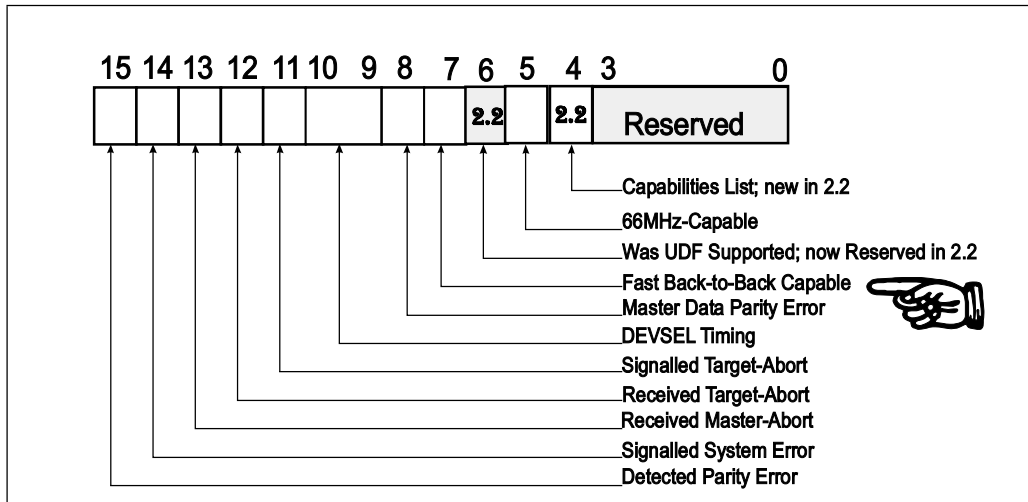 15 14 13 12 11 10 9 8 7 6 5 4 3 0
2.2 2.2 Reserved
Capabilities List; new in 2.2
66MHz-Capable
Was UDF Supported; now Reserved in 2.2
Fast Back-to-Back Capable
Master Data Parity Error
DEVSEL Timing
Signalled Target-Abort
Received Target-Abort
Received Master-Abort
Signalled System Error
Detected Parity Error